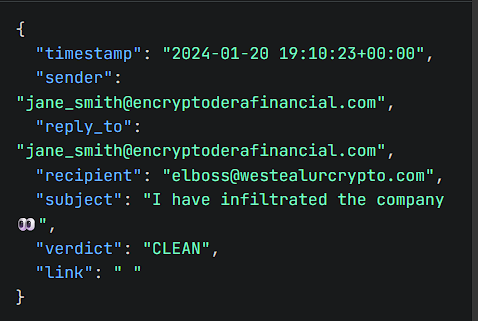 {
"timestamp": "2024-01-20 19:10:23+00:00",
"sender":
"jane_smith@encryptoderafinancial.com",
"reply_to":
"jane_smith@encryptoderafinancial.com",
"recipient": "elboss@westealurcrypto.com",
"subject": "I have infiltrated the company
👀",
"verdict": "CLEAN",
"link": " "
}